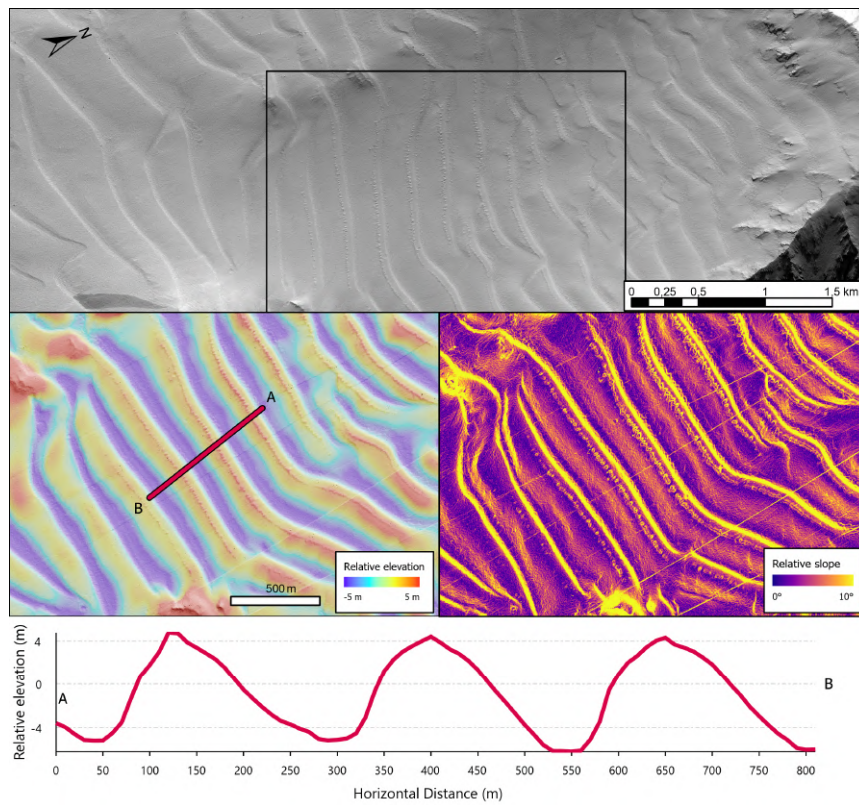 N
0 0,25 0,5 1 1,5 km
A
B
Relative elevation
-5 m 5 m
500 m
Relative slope
0° 10°
Relative elevation (m)
4
0
-4
A
B
0 50 100 150 200 250 300 350 400 450 500 550 600 650 700 750 800
Horizontal Distance (m)